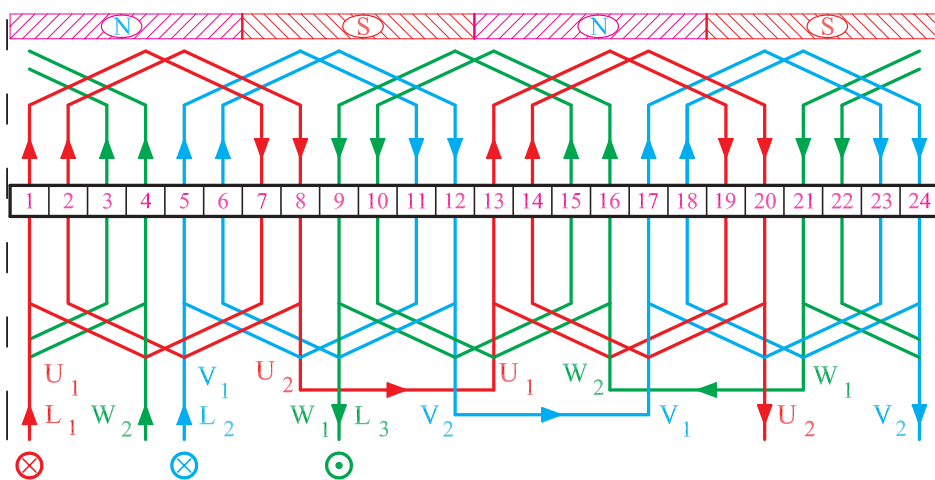 N S N S
1 2 3 4 5 6 7 8 9 10 11 12 13 14 15 16 17 18 19 20 21 22 23 24
U1 V1 U2 U1 W2 W1
L1 W2 L2 W1 L3 V2 V1 U2 V2